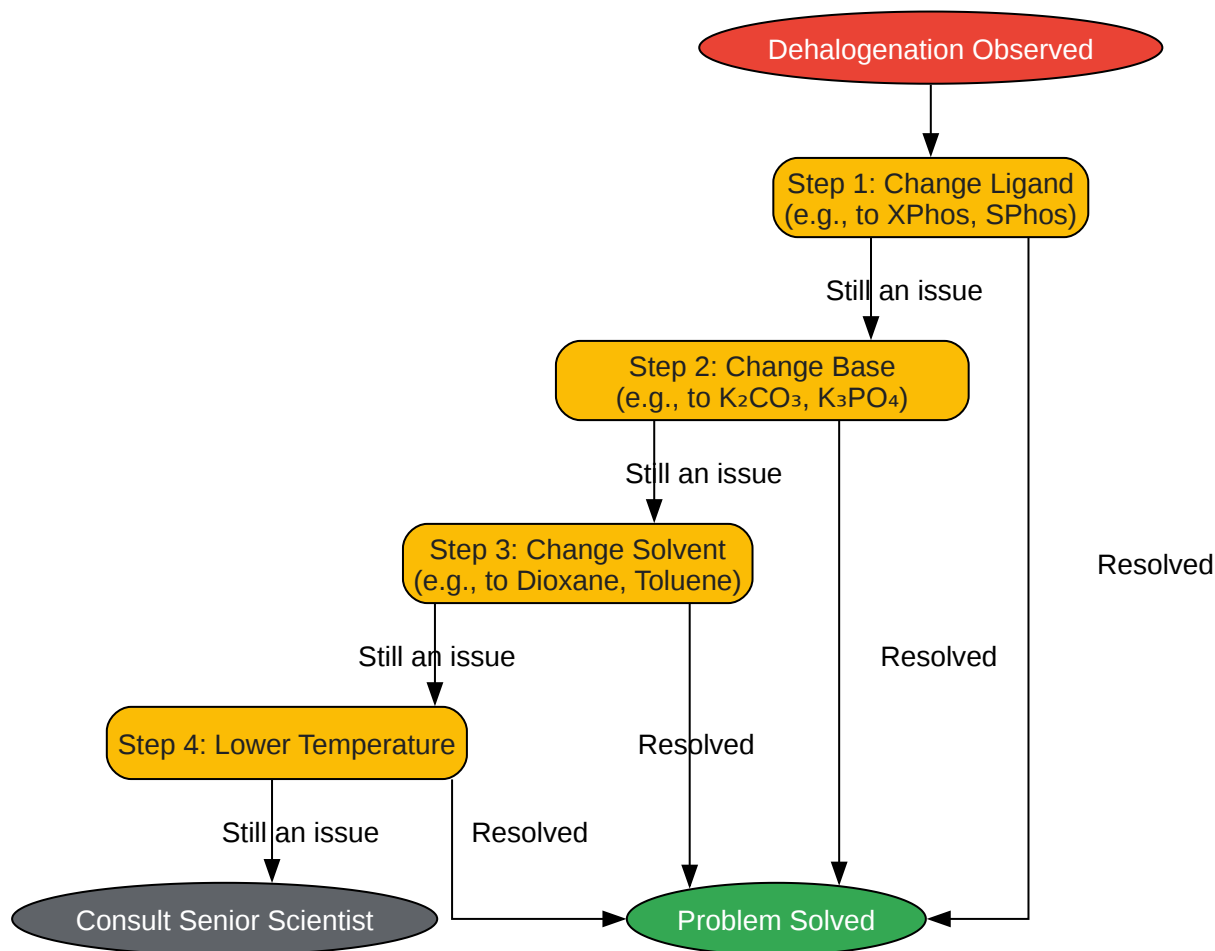 Dehalogenation Observed
Step 1: Change Ligand
(e.g., to XPhos, SPhos)
Still an issue
Step 2: Change Base
(e.g., to K₂CO₃, K₃PO₄)
Still an issue
Step 3: Change Solvent
(e.g., to Dioxane, Toluene)
Resolved
Still an issue
Resolved
Step 4: Lower Temperature
Resolved
Still an issue
Resolved
Consult Senior Scientist
Problem Solved